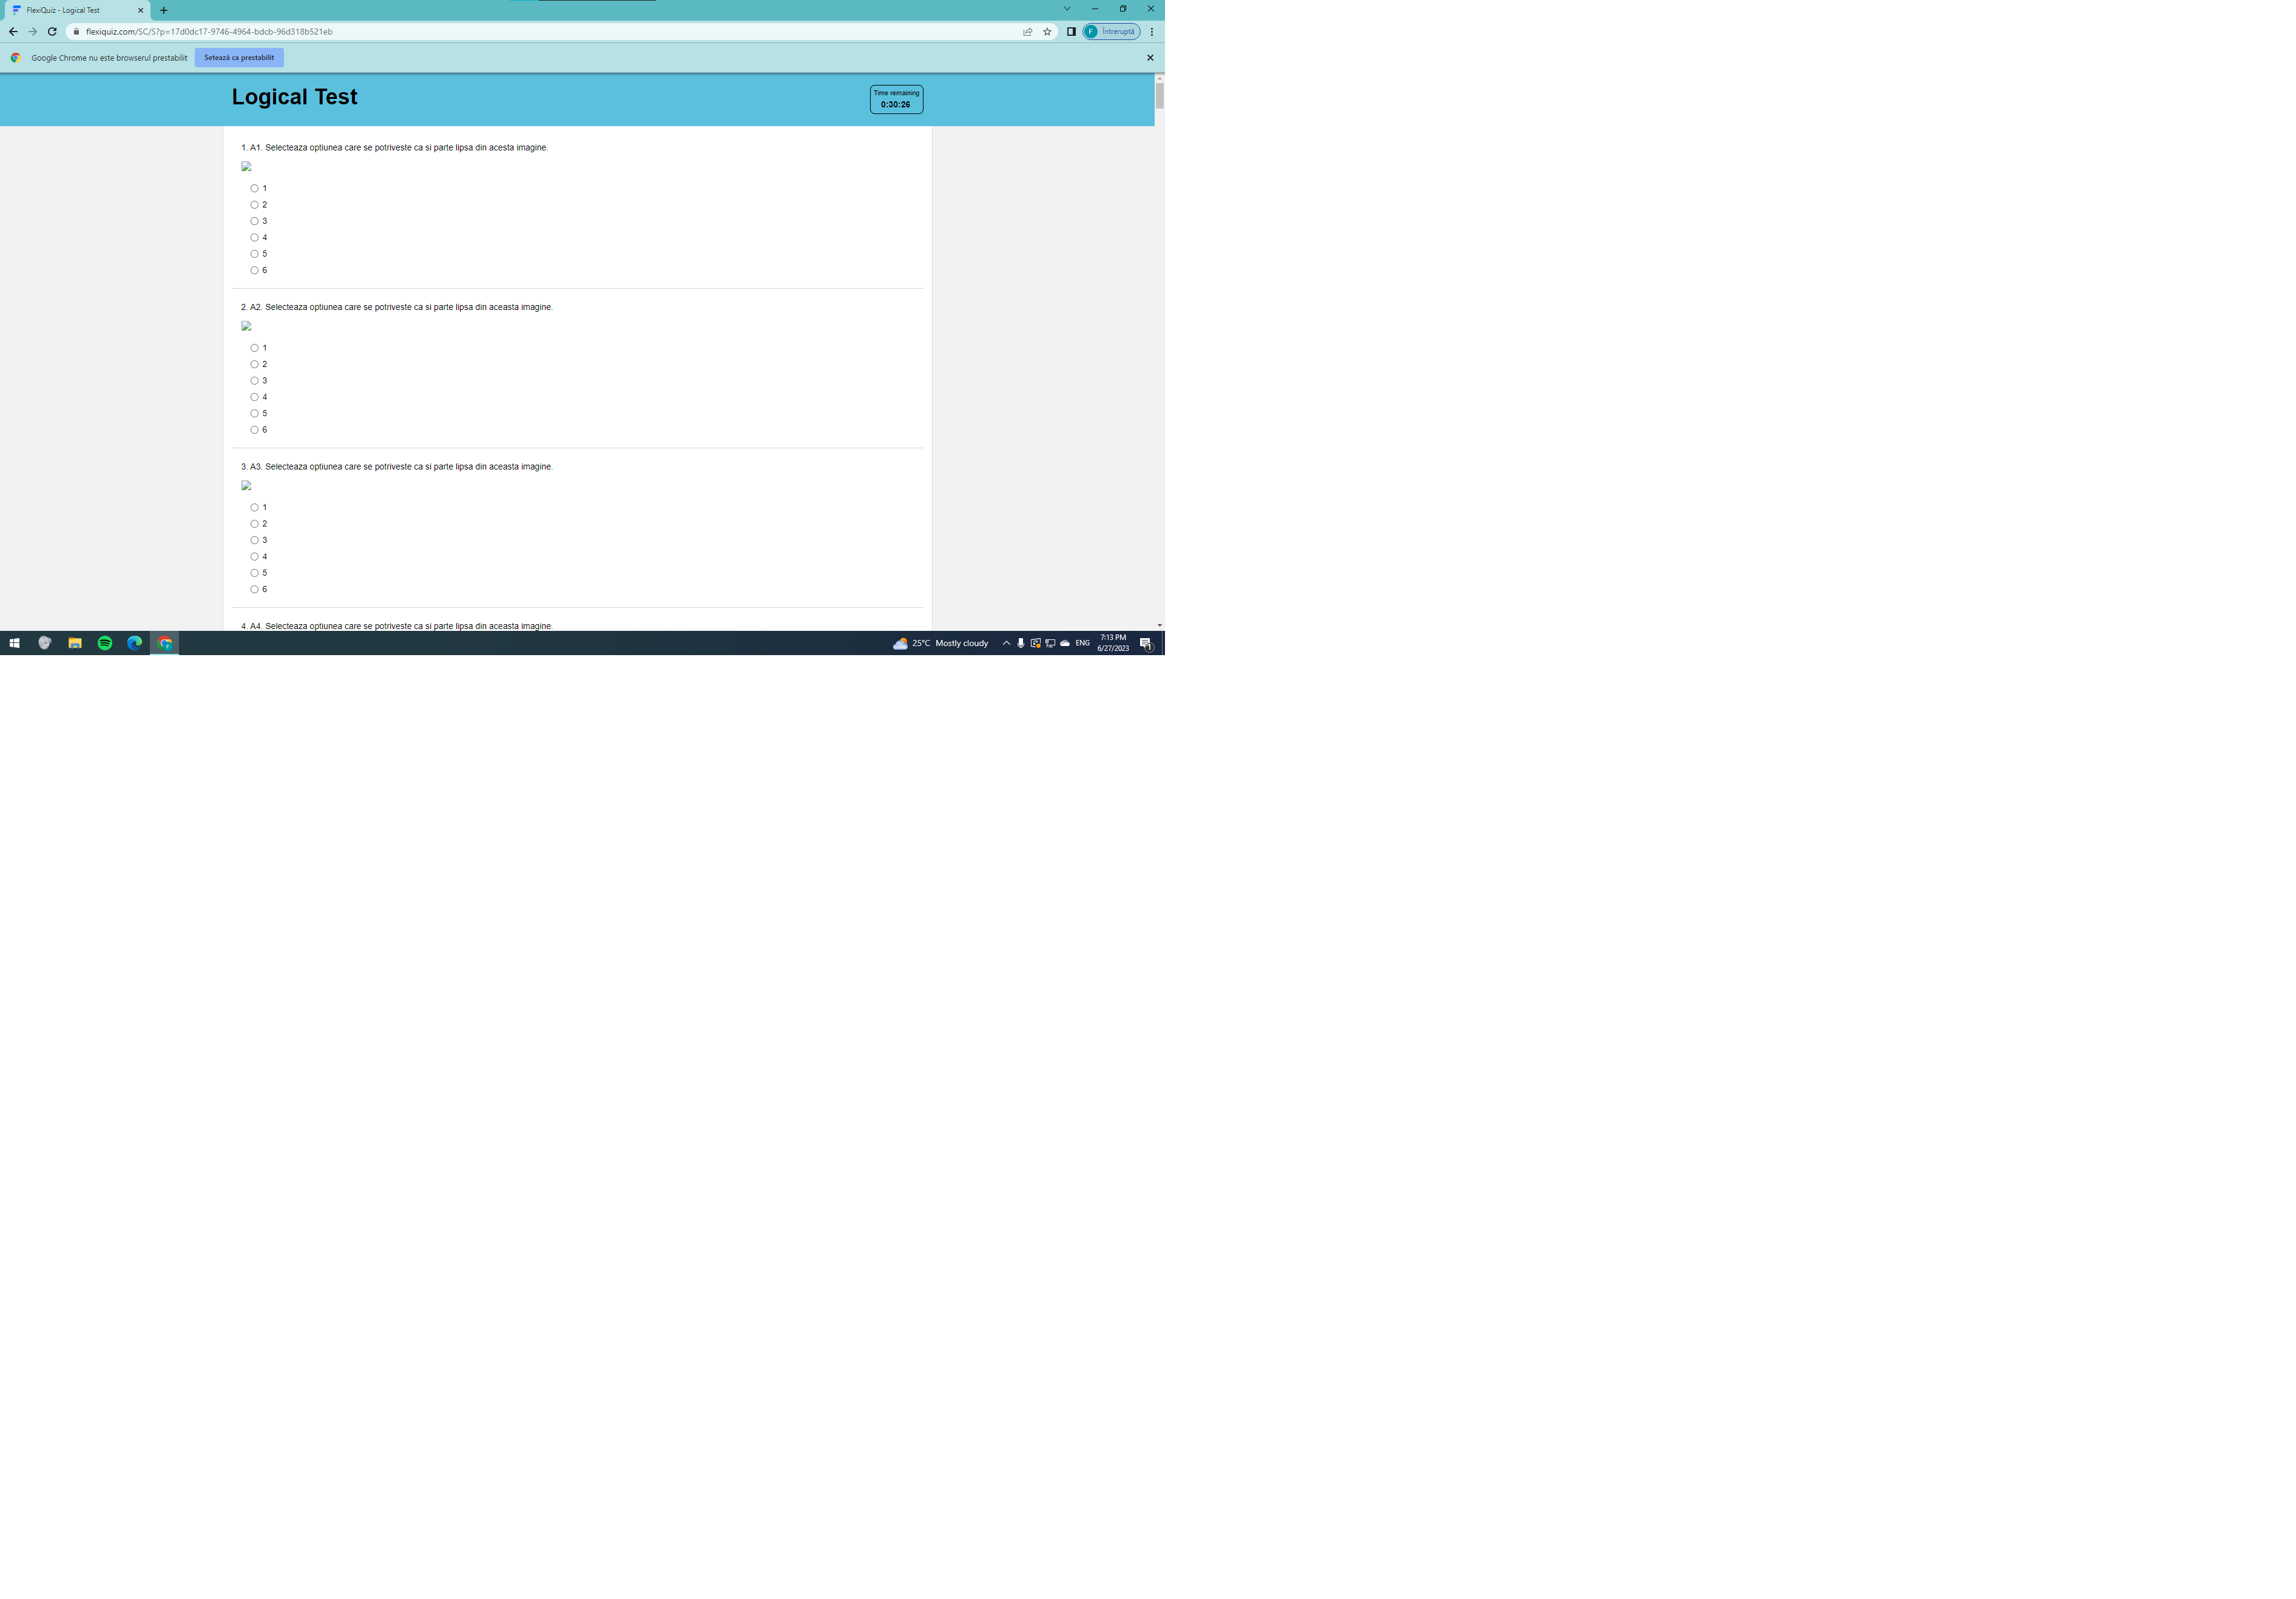 FlexiQuiz - Logical Test
flexiquiz.com/SC/S?p=17d0dc17-9746-4964-bdcb-96d318b521eb
F Întreruptă
Google Chrome nu este browserul prestabilit Setează ca prestabilit
Logical Test
Time remaining
0:30:26
1. A1. Selecteaza optiunea care se potriveste ca si parte lipsa din acesta imagine.
1
2
3
4
5
6
2. A2. Selecteaza optiunea care se potriveste ca si parte lipsa din aceasta imagine.
1
2
3
4
5
6
3. A3. Selecteaza optiunea care se potriveste ca si parte lipsa din aceasta imagine.
1
2
3
4
5
6
4. A4. Selecteaza optiunea care se potriveste ca si parte lipsa din aceasta imagine.
25°C Mostly cloudy
ENG
7:13 PM
6/27/2023
1